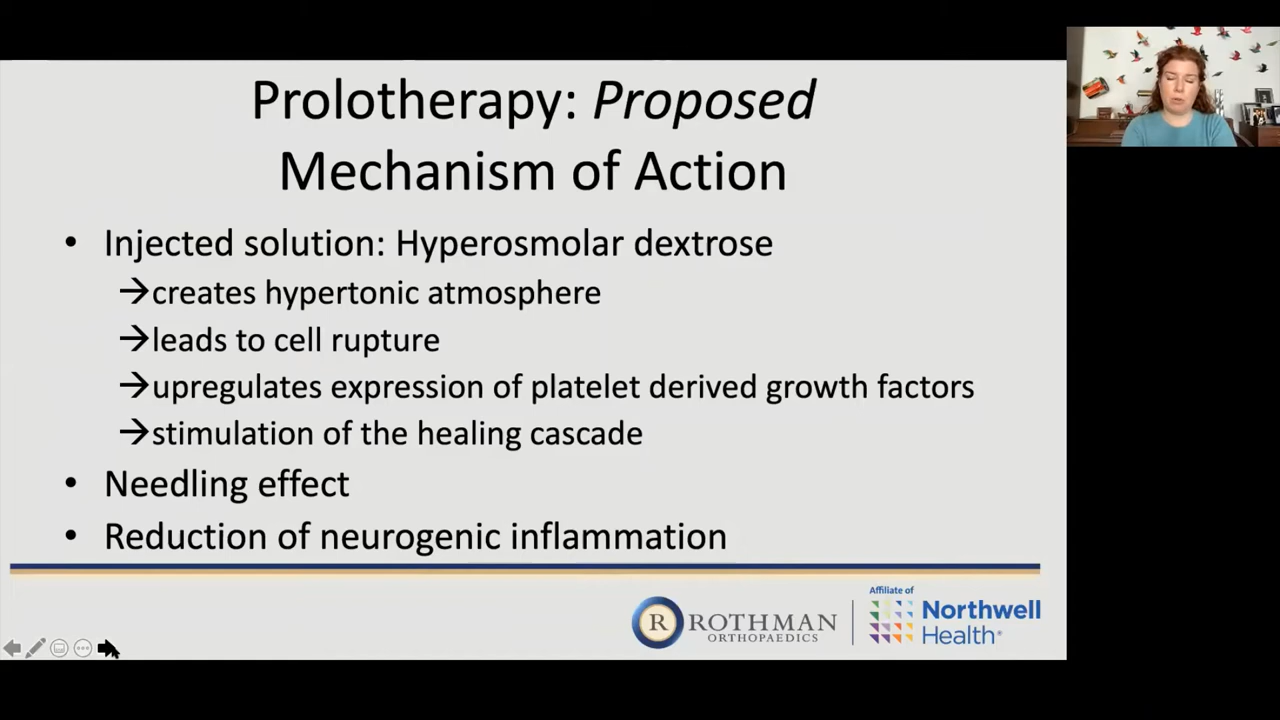 Prolotherapy: Proposed
Mechanism of Action
• Injected solution: Hyperosmolar dextrose
→creates hypertonic atmosphere
→leads to cell rupture
→upregulates expression of platelet derived growth factors
→stimulation of the healing cascade
• Needling effect
• Reduction of neurogenic inflammation
R ROTHMAN
ORTHOPAEDICS
Affiliate of
Northwell
Health®